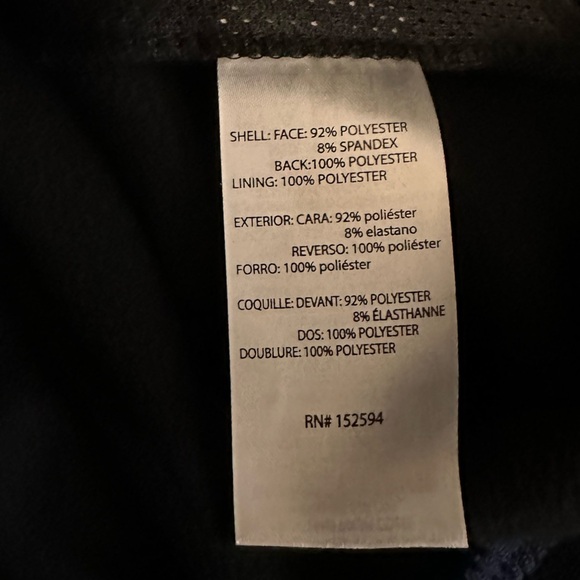 SHELL: FACE: 92% POLYESTER
8% SPANDEX
BACK:100% POLYESTER
LINING: 100% POLYESTER
EXTERIOR: CARA: 92% poliéster
8% elastano
REVERSO: 100% poliéster
FORRO: 100% poliéster
COQUILLE: DEVANT: 92% POLYESTER
8% ÉLASTHANNE
DOS: 100% POLYESTER
DOUBLURE: 100% POLYESTER
RN# 152594